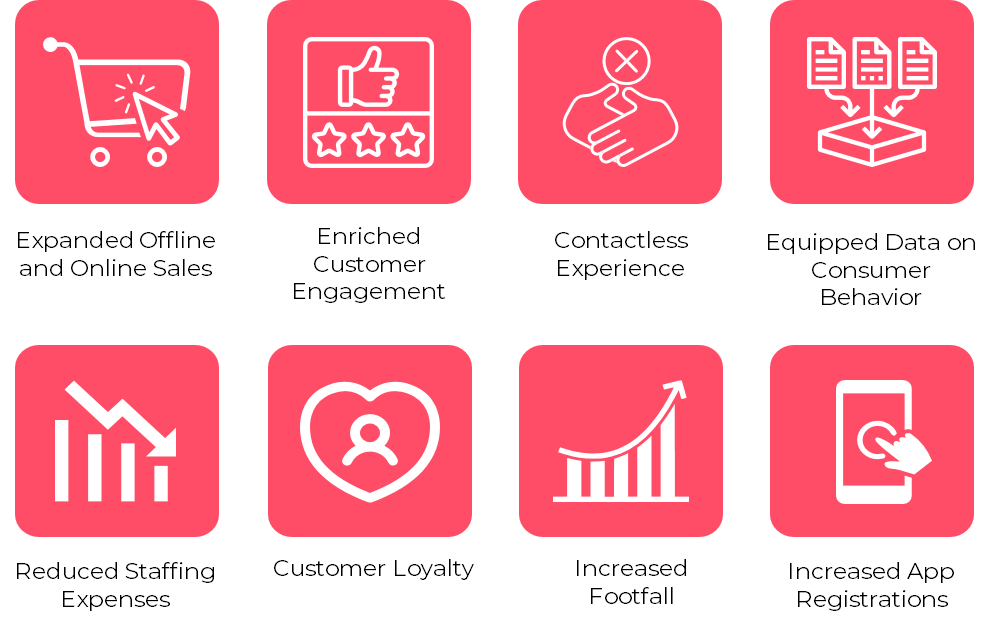 Expanded Offline
and Online Sales
Enriched
Customer
Engagement
Contactless
Experience
Equipped Data on
Consumer
Behavior
Reduced Staffing
Expenses
Customer Loyalty
Increased
Footfall
Increased App
Registrations